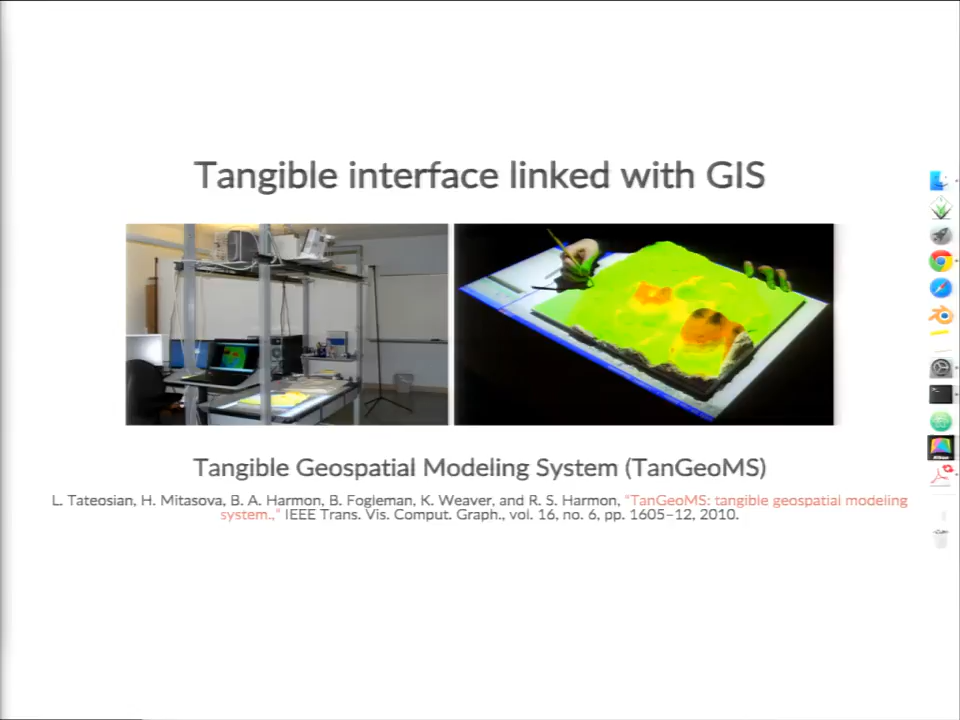 Tangible interface linked with GIS
Tangible Geospatial Modeling System (TanGeoMS)
L. Tateosian, H. Mitasova, B. A. Harmon, B. Fogleman, K. Weaver, and R. S. Harmon, "TanGeoMS: tangible geospatial modeling
system.," IEEE Trans. Vis. Comput. Graph., vol. 16, no. 6, pp. 1605–12, 2010.